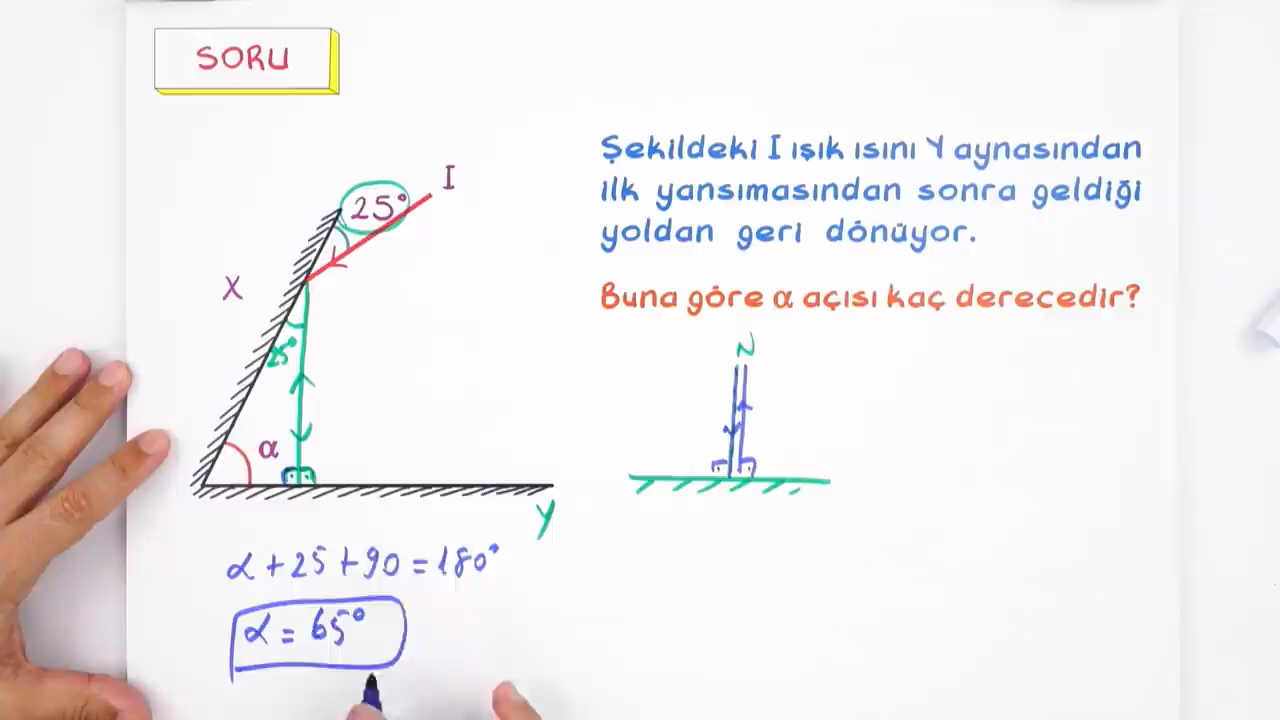 SORU
Şekildeki I ışık ısını Y aynasından
ilk yansımasından sonra geldiği
yoldan geri dönüyor.
Buna göre α açısı kaç derecedir?
I
25°
X
25°
α
Y
N
α + 25 + 90 = 180°
α = 65°